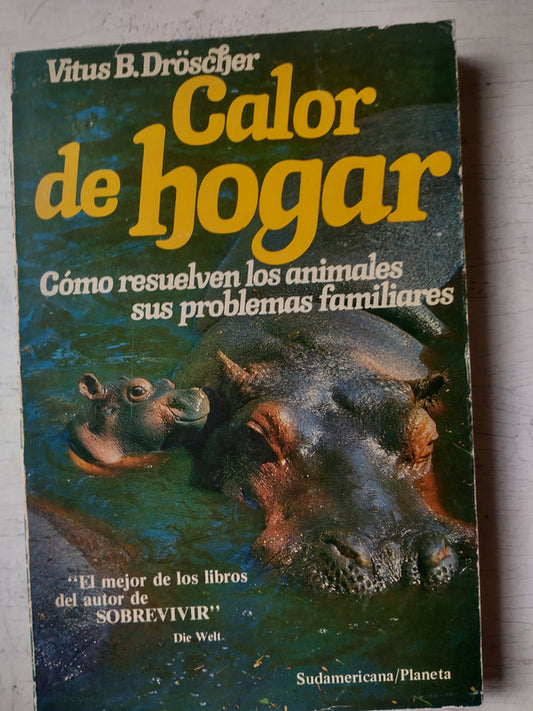 Vitus B. Dröscher
Calor
de hogar
Cómo resuelven los animales
sus problemas familiares
"El mejor de los libros
del autor de
SOBREVIVIR"
Die Welt
Sudamericana/Planeta